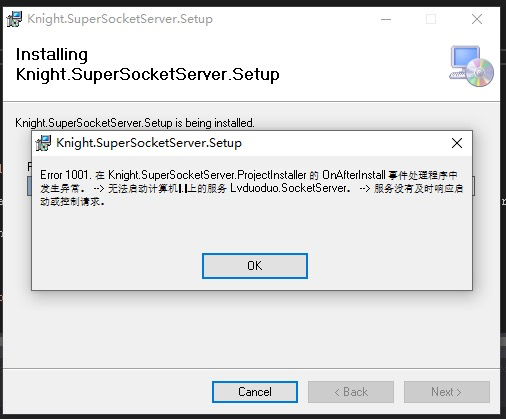 Knight.SuperSocketServer.Setup
Installing
Knight.SuperSocketServer.Setup
Knight.SuperSocketServer.Setup is being installed.
Knight.SuperSocketServer.Setup
Error 1001. 在 Knight.SuperSocketServer.ProjectInstaller 的 OnAfterInstall 事件处理程序中
发生异常。 --> 无法启动计算机“.”上的服务 Lvduoduo.SocketServer。 --> 服务没有及时响应启
动或控制请求。
OK
Cancel
< Back
Next >